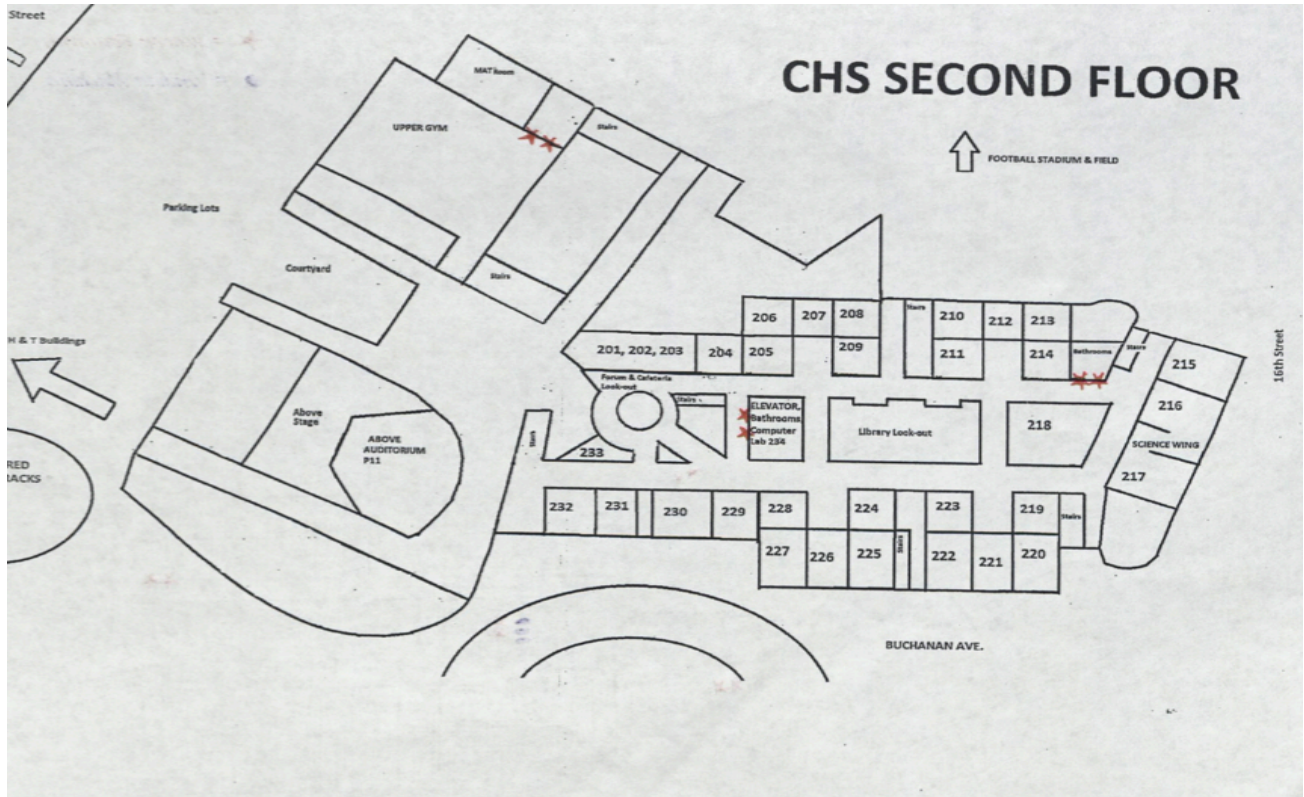 Street
CHS SECOND FLOOR
MAT Room
UPPER GYM
Stairs
FOOTBALL STADIUM & FIELD
Parking Lots
Courtyard
Stairs
H & T Buildings
16th Street
206
207
208
Stairs
210
212
213
201, 202, 203
204
205
209
211
214
Bathrooms
Stairs
215
Forum & Cafeteria
Look-out
Stairs
216
Above
Stage
ABOVE
AUDITORIUM
P11
Stairs
233
ELEVATOR,
Bathrooms,
Computer
Lab 234
Library Look-out
218
SCIENCE WING
217
RED
RACKS
232
231
230
229
228
224
223
219
Stairs
227
226
225
Stairs
222
221
220
BUCHANAN AVE.